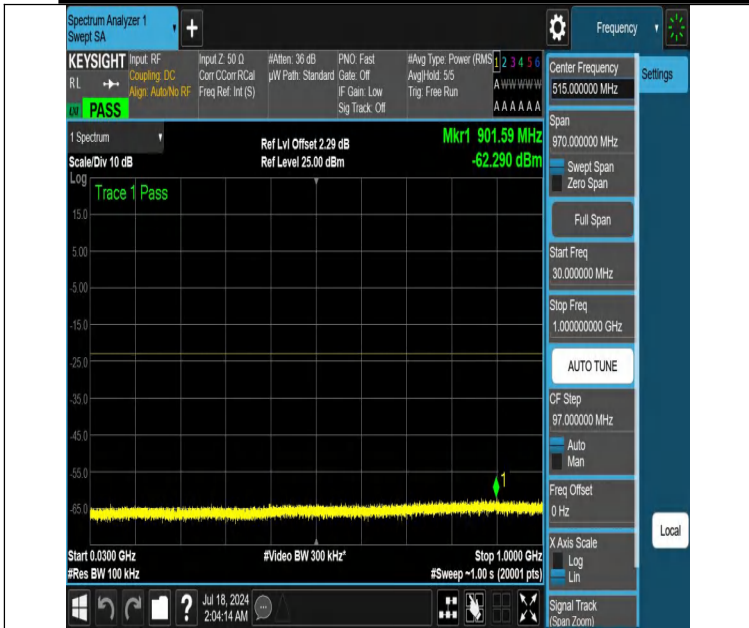 Spectrum Analyzer 1
Swept SA
+
Frequency
KEYSIGHT
RL
LXI
PASS
Input: RF
Coupling: DC
Align: Auto/No RF
Input Z: 50 Ω
Corr CCorr RCal
Freq Ref: Int (S)
#Atten: 36 dB
µW Path: Standard
PNO: Fast
Gate: Off
IF Gain: Low
Sig Track: Off
#Avg Type: Power (RMS
Avg|Hold: 5/5
Trig: Free Run
1 2 3 4 5 6
A W W W W W
A A A A A A
1 Spectrum
Scale/Div 10 dB
Ref Lvl Offset 2.29 dB
Ref Level 25.00 dBm
Mkr1 901.59 MHz
-62.290 dBm
Log
Trace 1 Pass
15.0
5.00
-5.00
-15.0
-25.0
-35.0
-45.0
-55.0
-65.0
1
Start 0.0300 GHz
#Res BW 100 kHz
#Video BW 300 kHz*
Stop 1.0000 GHz
#Sweep ~1.00 s (20001 pts)
Center Frequency
515.000000 MHz
Settings
Span
970.000000 MHz
Swept Span
Zero Span
Full Span
Start Freq
30.000000 MHz
Stop Freq
1.000000000 GHz
AUTO TUNE
CF Step
97.000000 MHz
Auto
Man
Freq Offset
0 Hz
X Axis Scale
Log
Lin
Local
Signal Track
(Span Zoom)
?
Jul 18, 2024
2:04:14 AM